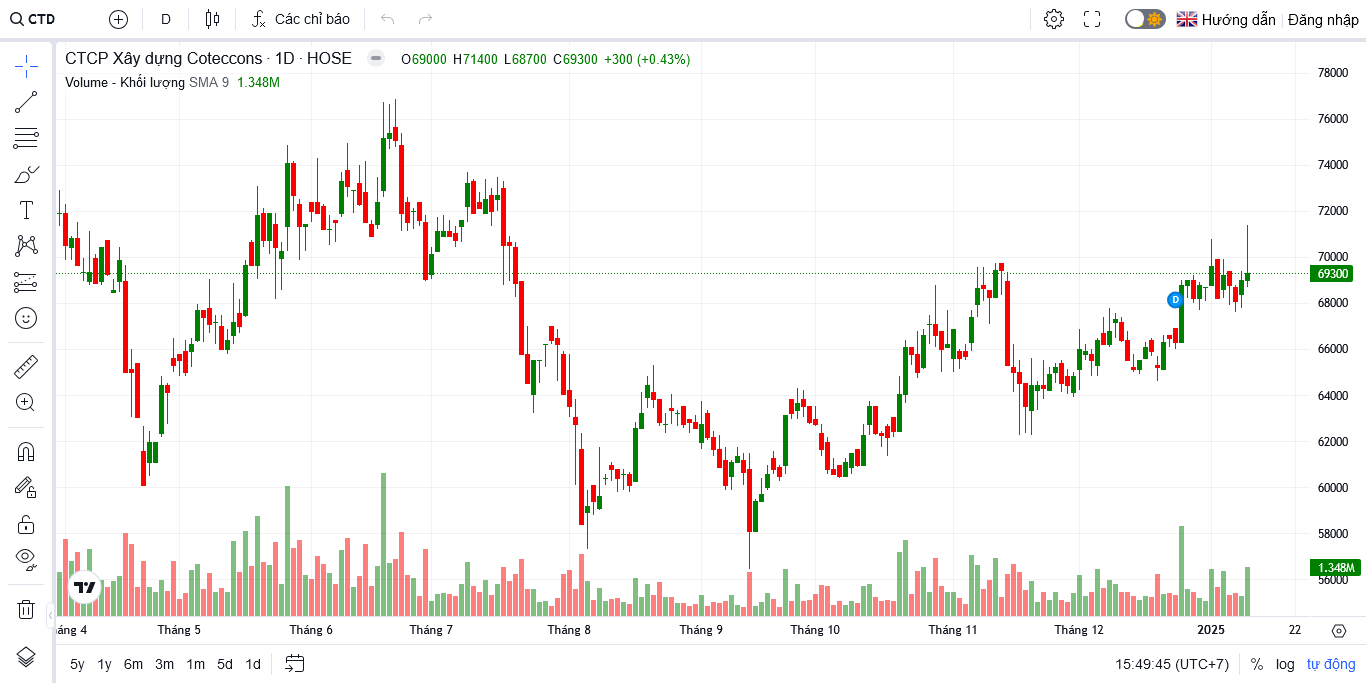 CTD D Các chỉ báo Hướng dẫn Đăng nhập
CTCP Xây dựng Coteccons · 1D · HOSE O69000 H71400 L68700 C69300 +300 (+0.43%)
Volume - Khối lượng SMA 9 1.348M
78000
76000
74000
72000
70000
69300
68000
66000
64000
62000
60000
58000
1.348M
56000
D
áng 4 Tháng 5 Tháng 6 Tháng 7 Tháng 8 Tháng 9 Tháng 10 Tháng 11 Tháng 12 2025 22
5y 1y 6m 3m 1m 5d 1d 15:49:45 (UTC+7) % log tự động